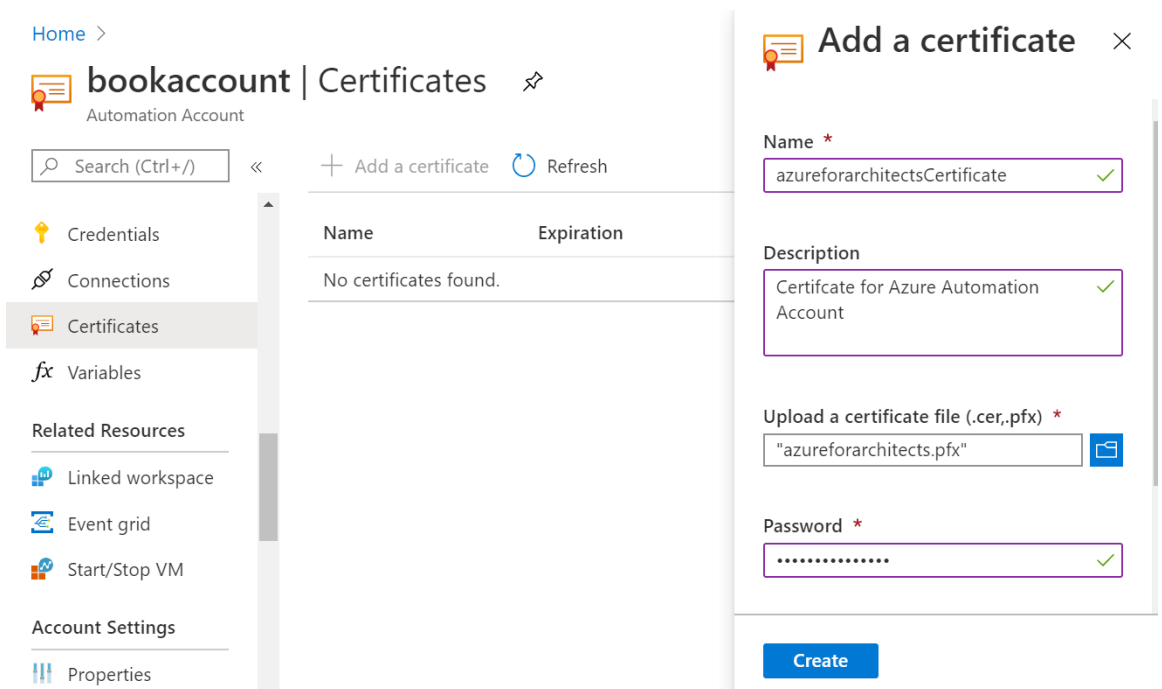 Home >
bookaccount | Certificates
Automation Account
Search (Ctrl+/)
«
Credentials
Connections
Certificates
Variables
Related Resources
Linked workspace
Event grid
Start/Stop VM
Account Settings
Properties
+ Add a certificate Refresh
Name Expiration
No certificates found.
Add a certificate
Name *
azureforarchitectsCertificate
Description
Certifcate for Azure Automation
Account
Upload a certificate file (.cer,.pfx) *
"azureforarchitects.pfx"
Password *
•••••••••••••••
Create